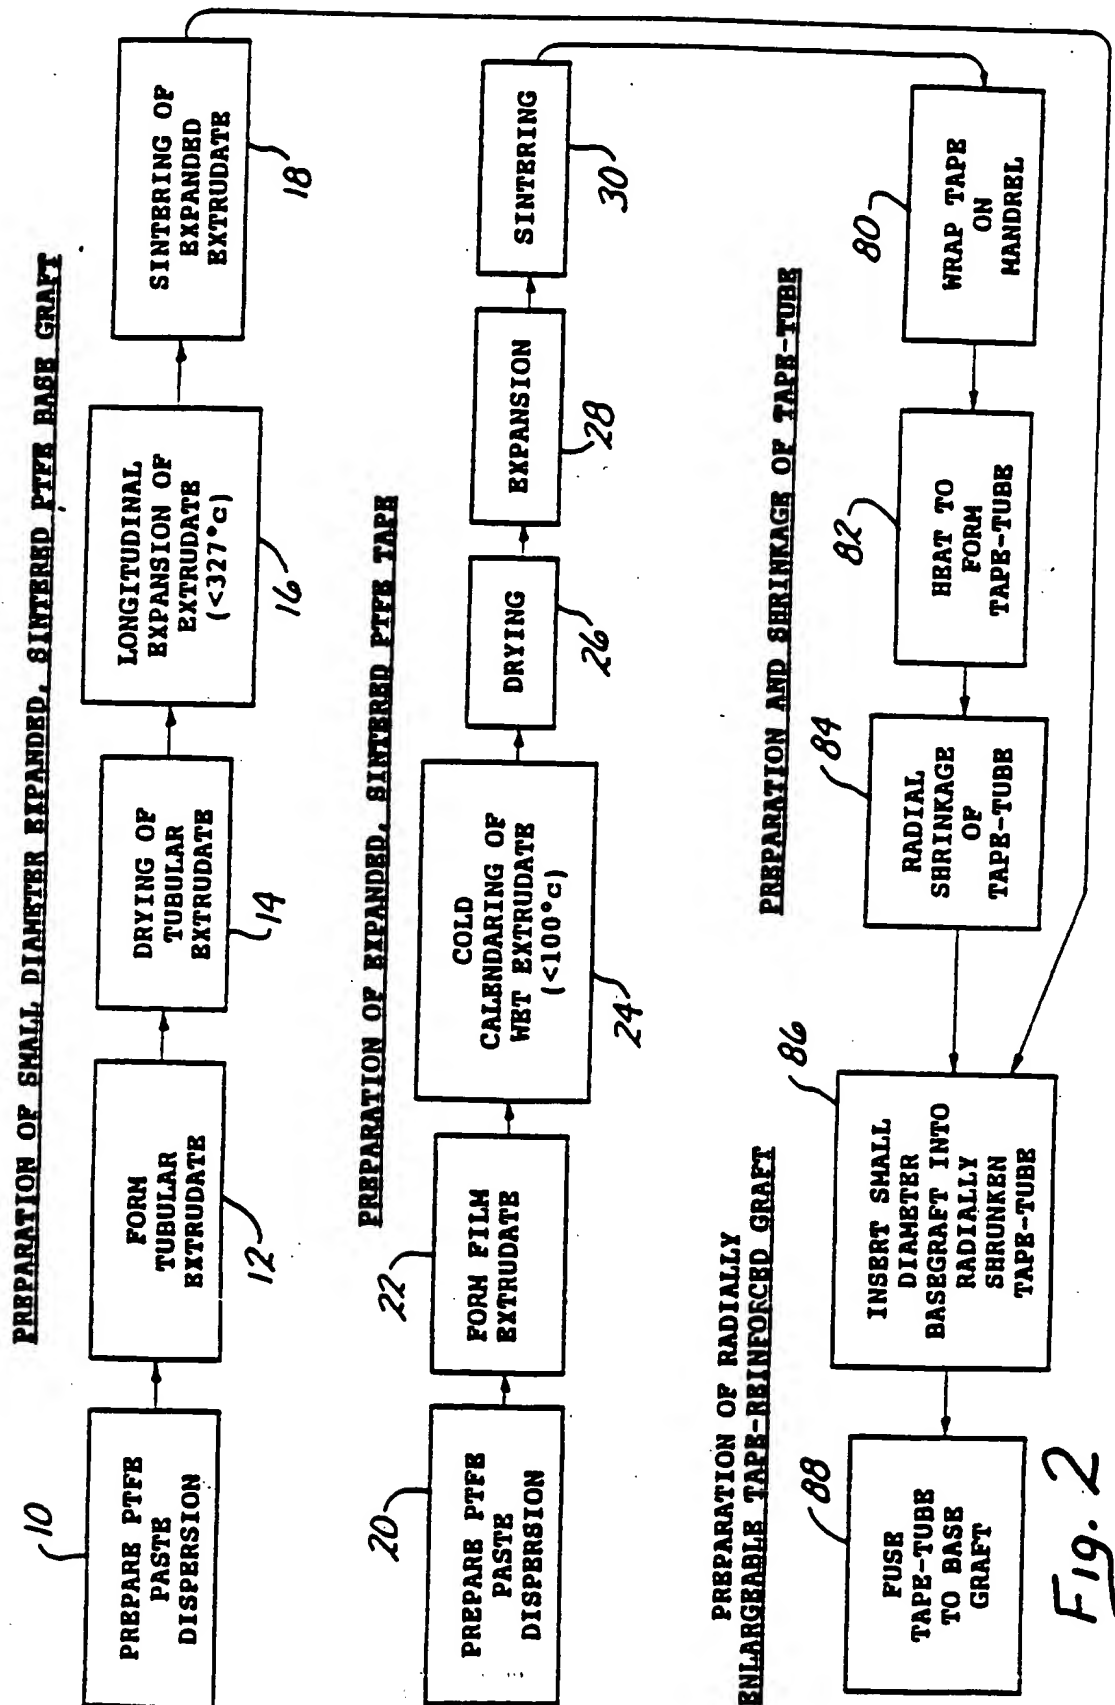 PREPARATION OF SMALL DIAMETER EXPANDED, SINTERED PTFE BASE GRAFT
10
PREPARE PTFE
PASTE
DISPERSION
FORM
TUBULAR
EXTRUDATE
12
DRYING OF
TUBULAR
EXTRUDATE
14
LONGITUDINAL
EXPANSION OF
EXTRUDATE
(<327°C)
16
SINTERING OF
EXPANDED
EXTRUDATE
18
PREPARATION OF EXPANDED, SINTERED PTFE TAPE
20
PREPARE PTFE
PASTE
DISPERSION
22
FORM FILM
EXTRUDATE
COLD
CALENDARING OF
WET EXTRUDATE
(<100°C)
24
DRYING
26
EXPANSION
28
SINTERING
30
PREPARATION AND SHRINKAGE OF TAPE-TUBE
80
WRAP TAPE
ON
MANDREL
82
HEAT TO
FORM
TAPE-TUBE
84
RADIAL
SHRINKAGE
OF
TAPE-TUBE
PREPARATION OF RADIALLY
ENLARGEABLE TAPE-REINFORCED GRAFT
86
INSERT SMALL
DIAMETER
BASEGRAFT INTO
RADIALLY
SHRUNKEN
TAPE-TUBE
88
FUSE
TAPE-TUBE
TO BASE
GRAFT
Fig. 2